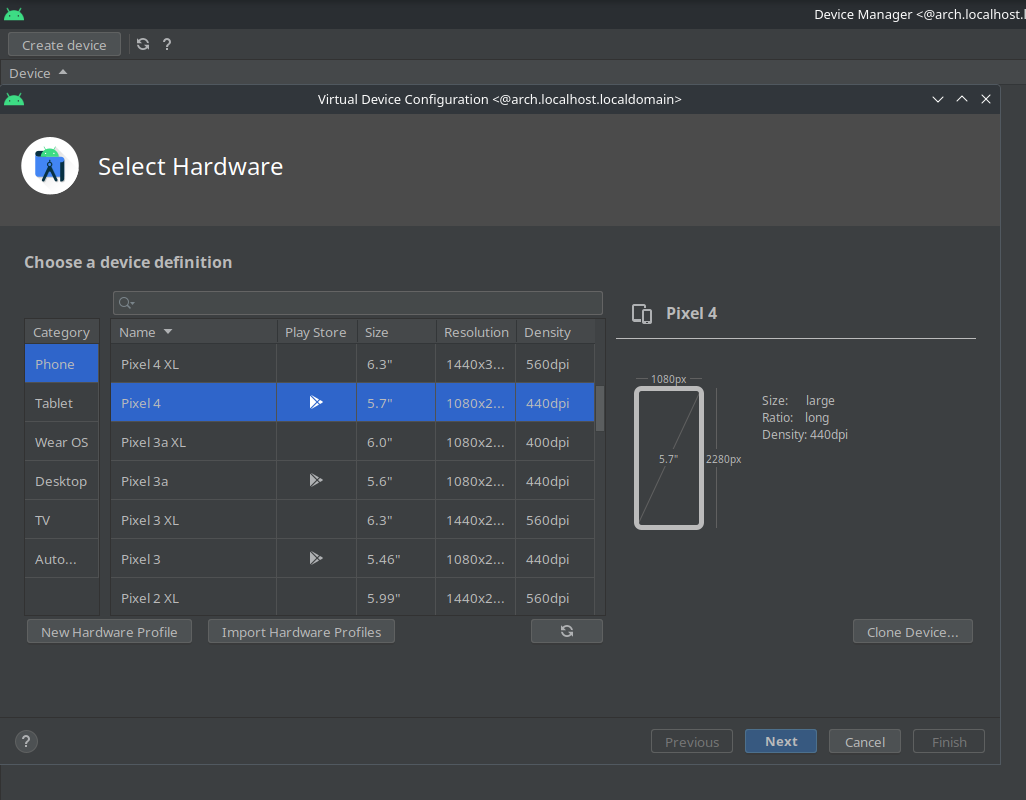 Device Manager <@arch.localhost.l
Create device ?
Device
Virtual Device Configuration <@arch.localhost.localdomain>
Select Hardware
Choose a device definition
Category Name Play Store Size Resolution Density
Phone Pixel 4 XL 6.3" 1440x3... 560dpi
Tablet Pixel 4 5.7" 1080x2... 440dpi
Wear OS Pixel 3a XL 6.0" 1080x2... 400dpi
Desktop Pixel 3a 5.6" 1080x2... 440dpi
TV Pixel 3 XL 6.3" 1440x2... 560dpi
Auto... Pixel 3 5.46" 1080x2... 440dpi
Pixel 2 XL 5.99" 1440x2... 560dpi
Pixel 4
1080px
5.7"
2280px
Size: large
Ratio: long
Density: 440dpi
New Hardware Profile Import Hardware Profiles Clone Device...
? Previous Next Cancel Finish